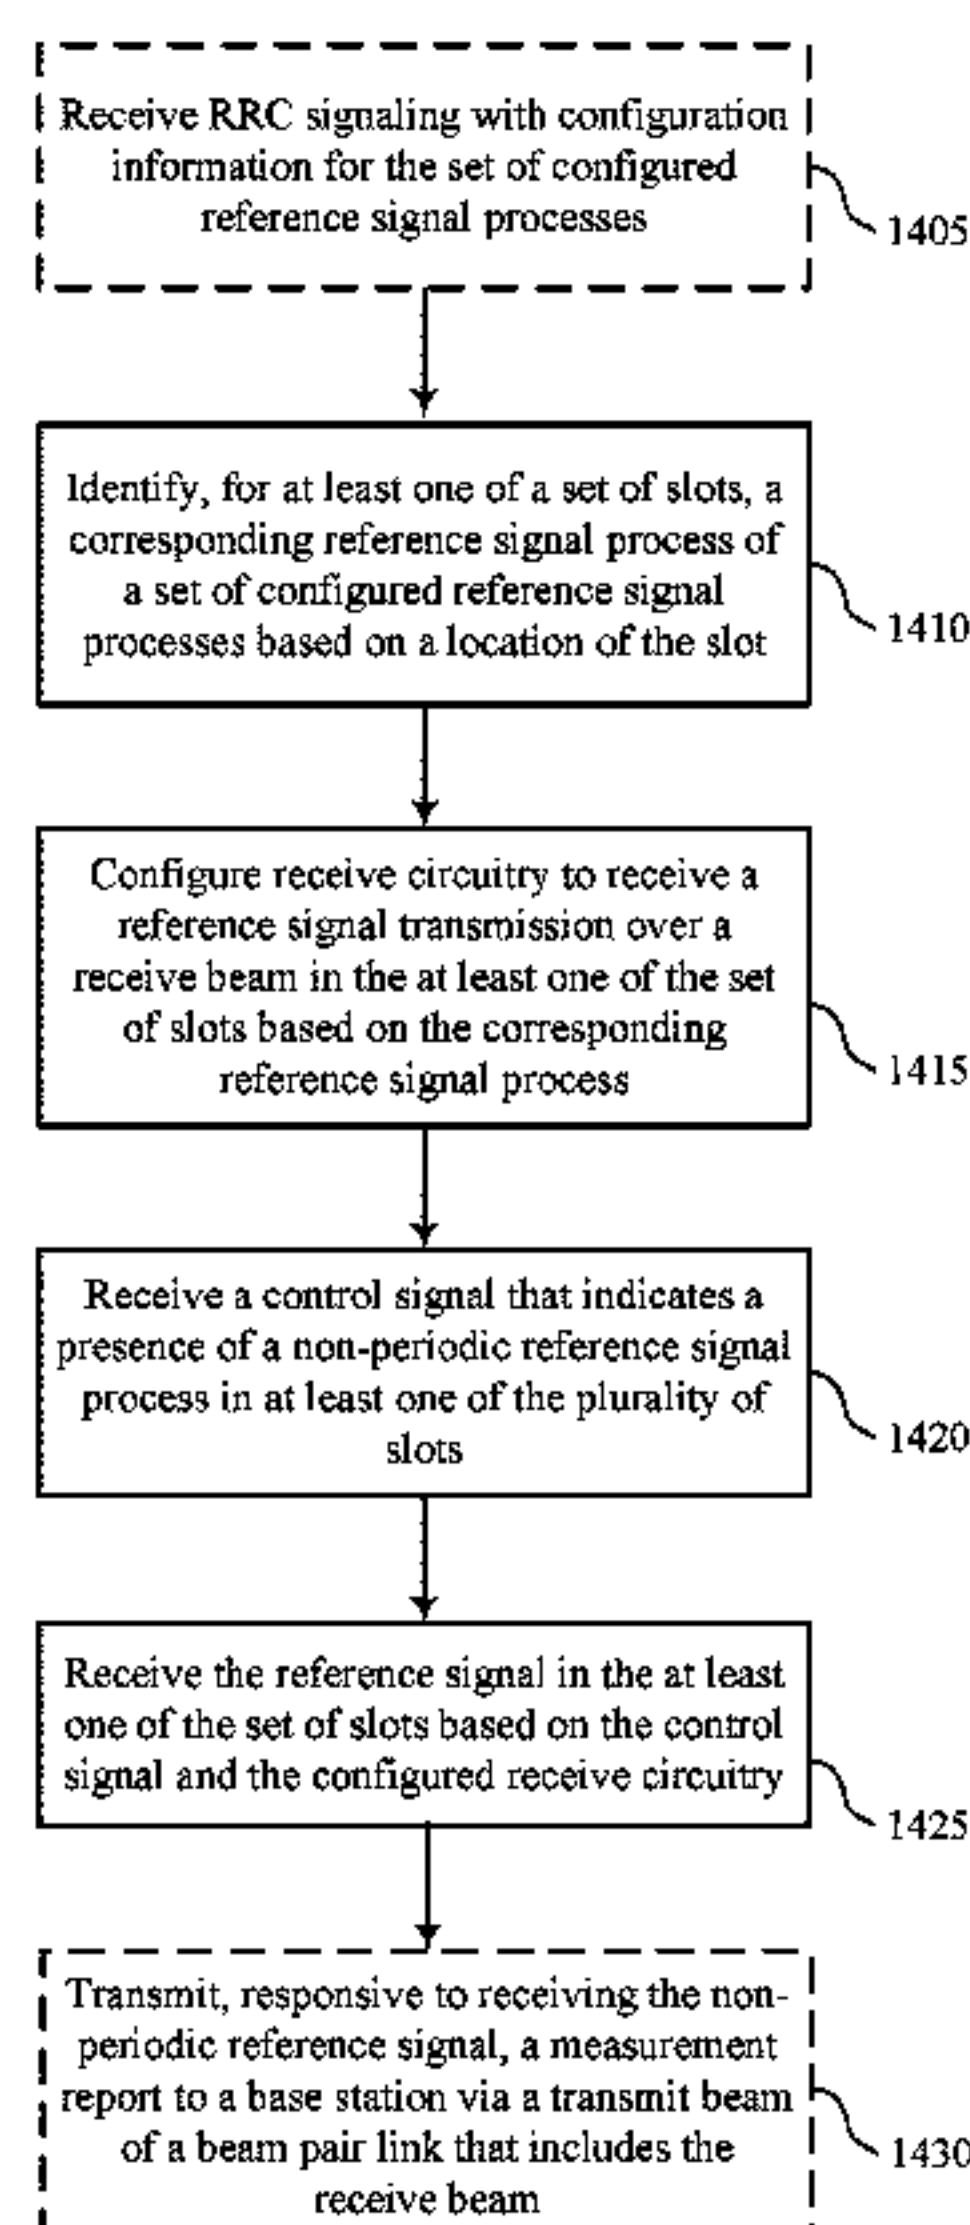 Receive RRC signaling with configuration
information for the set of configured
reference signal processes
1405
Identify, for at least one of a set of slots, a
corresponding reference signal process of
a set of configured reference signal
processes based on a location of the slot
1410
Configure receive circuitry to receive a
reference signal transmission over a
receive beam in the at least one of the set
of slots based on the corresponding
reference signal process
1415
Receive a control signal that indicates a
presence of a non-periodic reference signal
process in at least one of the plurality of
slots
1420
Receive the reference signal in the at least
one of the set of slots based on the control
signal and the configured receive circuitry
1425
Transmit, responsive to receiving the non-
periodic reference signal, a measurement
report to a base station via a transmit beam
of a beam pair link that includes the
receive beam
1430